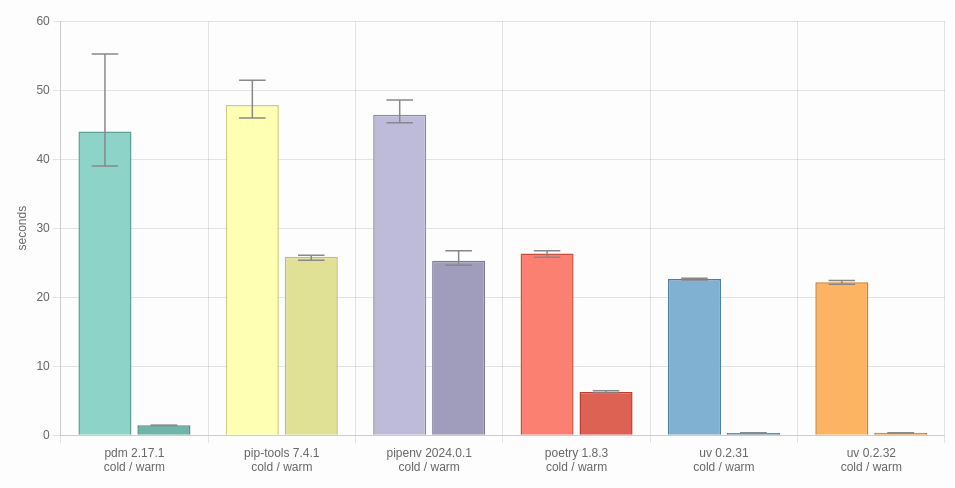 60
50
40
30
20
10
0
seconds
pdm 2.17.1
cold / warm
pip-tools 7.4.1
cold / warm
pipenv 2024.0.1
cold / warm
poetry 1.8.3
cold / warm
uv 0.2.31
cold / warm
uv 0.2.32
cold / warm